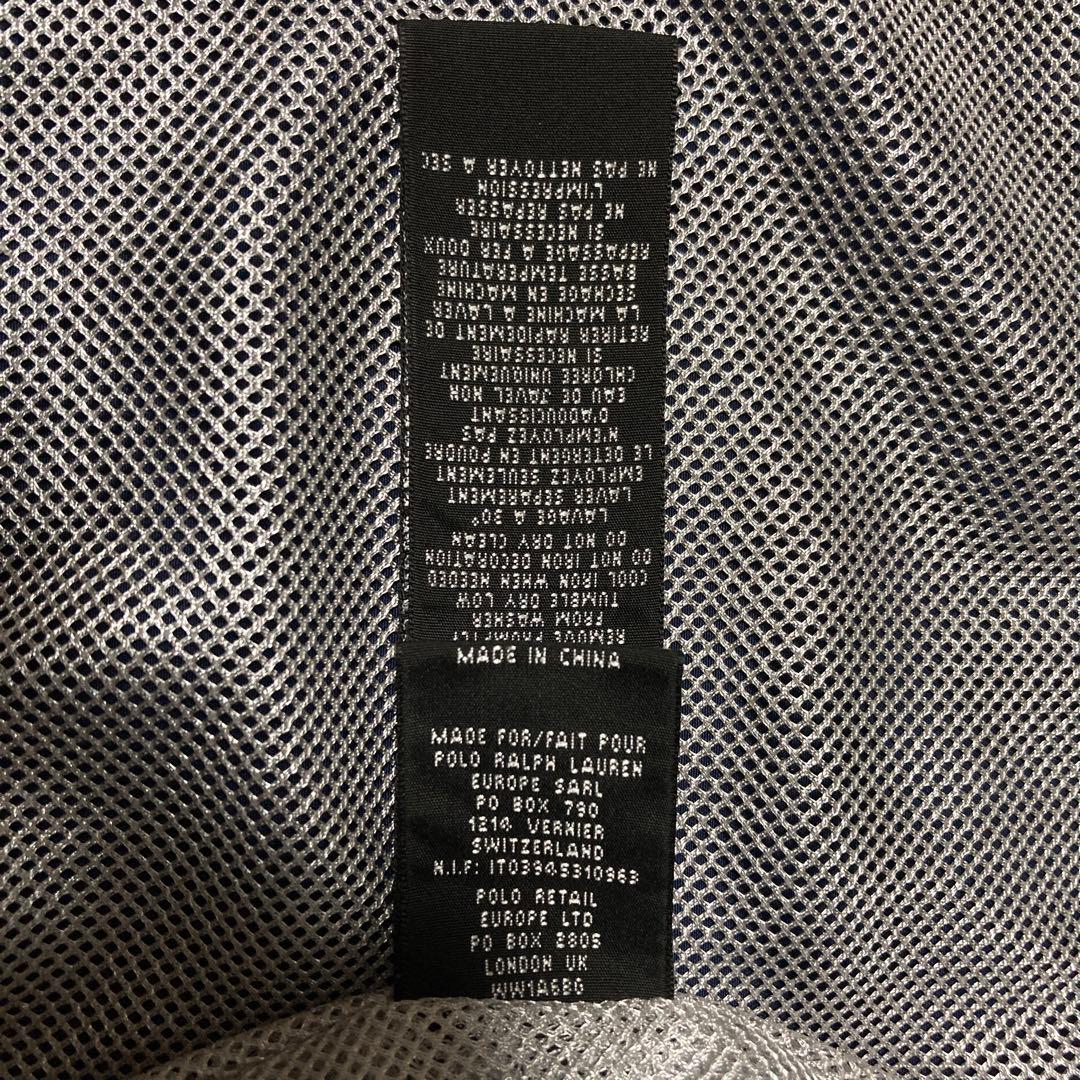 REMOVE PROMPTLY
FROM WASHER
TUMBLE DRY LOW
COOL IRON WHEN NEEDED
DO NOT IRON DECORATION
DO NOT DRY CLEAN
LAVAGE A 30°
LAVER SEPAREMENT
EMPLOYEZ SEULEMENT
LE DETERGENT EN POUDRE
N'EMPLOYEZ PAS
D'ADOUCISSANT
EAU DE JAVEL NON
CHLOREE UNIQUEMENT
SI NECESSAIRE
RETIRER RAPIDEMENT DE
LA MACHINE A LAVER
SECHAGE EN MACHINE
BASSE TEMPERATURE
REPASSAGE A FER DOUX
SI NECESSAIRE
NE PAS REPASSER
L'IMPRESSION
NE PAS NETTOYER A SEC
MADE IN CHINA
MADE FOR/FAIT POUR
POLO RALPH LAUREN
EUROPE SARL
PO BOX 790
1214 VERNIER
SWITZERLAND
N.I.F: IT03945310963
POLO RETAIL
EUROPE LTD
PO BOX 2805
LONDON UK